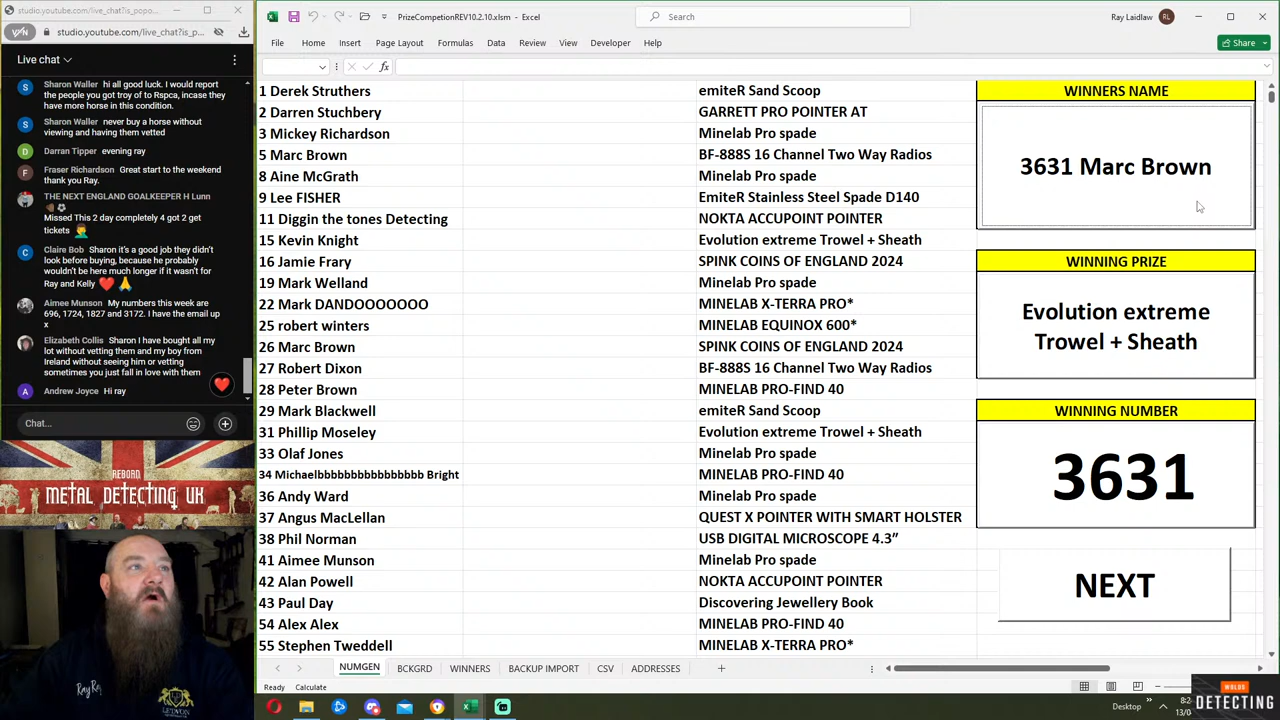 studio.youtube.com/live_chat?is_popo...
studio.youtube.com/live_chat?is_p...
Live chat
Sharon Waller hi all good luck. I would report
the people you got troy of to Rspca, incase they
have more horse in this condition.
Sharon Waller never buy a horse without
viewing and having them vetted
Darran Tipper evening ray
Fraser Richardson Great start to the weekend
thank you Ray.
THE NEXT ENGLAND GOALKEEPER H Lunn
Missed This 2 day completely 4 got 2 get
tickets
Claire Bob Sharon it's a good job they didn't
look before buying, because he probably
wouldn't be here much longer if it wasn't for
Ray and Kelly
Aimee Munson My numbers this week are
696, 1724, 1827 and 3172. I have the email up
x
Elizabeth Collis Sharon I have bought all my
lot without vetting them and my boy from
Ireland without seeing him or vetting
sometimes you just fall in love with them
Andrew Joyce Hi ray
Chat...
REBORN
METAL DETECTING UK
PrizeCompetionREV10.2.10.xlsm - Excel
Search
Ray Laidlaw
RL
File Home Insert Page Layout Formulas Data Review View Developer Help
Share
fx
1 Derek Struthers emiteR Sand Scoop
2 Darren Stuchbery GARRETT PRO POINTER AT
3 Mickey Richardson Minelab Pro spade
5 Marc Brown BF-888S 16 Channel Two Way Radios
8 Aine McGrath Minelab Pro spade
9 Lee FISHER EmiteR Stainless Steel Spade D140
11 Diggin the tones Detecting NOKTA ACCUPOINT POINTER
15 Kevin Knight Evolution extreme Trowel + Sheath
16 Jamie Frary SPINK COINS OF ENGLAND 2024
19 Mark Welland Minelab Pro spade
22 Mark DANDOOOOOOO MINELAB X-TERRA PRO*
25 robert winters MINELAB EQUINOX 600*
26 Marc Brown SPINK COINS OF ENGLAND 2024
27 Robert Dixon BF-888S 16 Channel Two Way Radios
28 Peter Brown MINELAB PRO-FIND 40
29 Mark Blackwell emiteR Sand Scoop
31 Phillip Moseley Evolution extreme Trowel + Sheath
33 Olaf Jones Minelab Pro spade
34 Michaelbbbbbbbbbbbbbbbb Bright MINELAB PRO-FIND 40
36 Andy Ward Minelab Pro spade
37 Angus MacLellan QUEST X POINTER WITH SMART HOLSTER
38 Phil Norman USB DIGITAL MICROSCOPE 4.3”
41 Aimee Munson Minelab Pro spade
42 Alan Powell NOKTA ACCUPOINT POINTER
43 Paul Day Discovering Jewellery Book
54 Alex Alex MINELAB PRO-FIND 40
55 Stephen Tweddell MINELAB X-TERRA PRO*
WINNERS NAME
3631 Marc Brown
WINNING PRIZE
Evolution extreme
Trowel + Sheath
WINNING NUMBER
3631
NEXT
NUMGEN BCKGRD WINNERS BACKUP IMPORT CSV ADDRESSES
Ready Calculate
Desktop
DETECTING